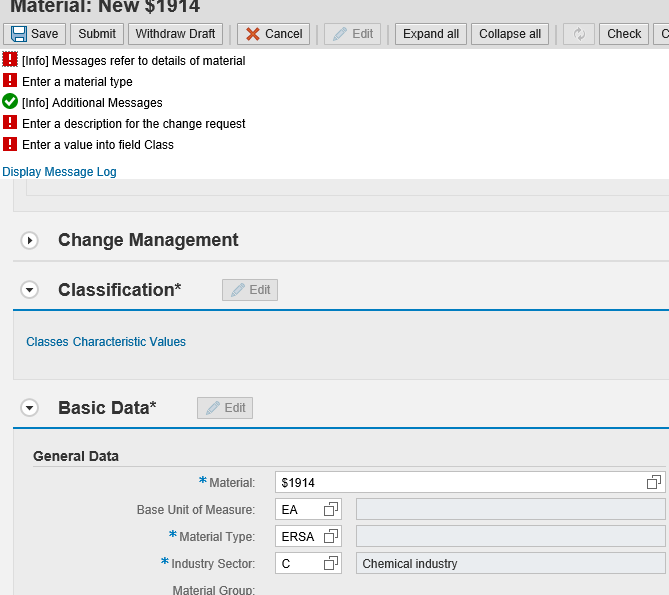 Material: New $1914
Save Submit Withdraw Draft Cancel Edit Expand all Collapse all Check
[Info] Messages refer to details of material
Enter a material type
[Info] Additional Messages
Enter a description for the change request
Enter a value into field Class
Display Message Log
Change Management
Classification* Edit
Classes Characteristic Values
Basic Data* Edit
General Data
* Material: $1914
Base Unit of Measure: EA
* Material Type: ERSA
* Industry Sector: C Chemical industry
Material Group: